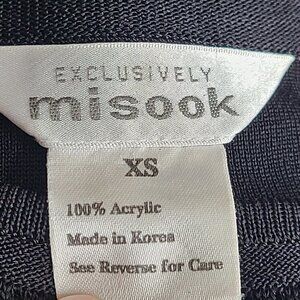 EXCLUSIVELY
misook
XS
100% Acrylic
Made in Korea
See Reverse for Care